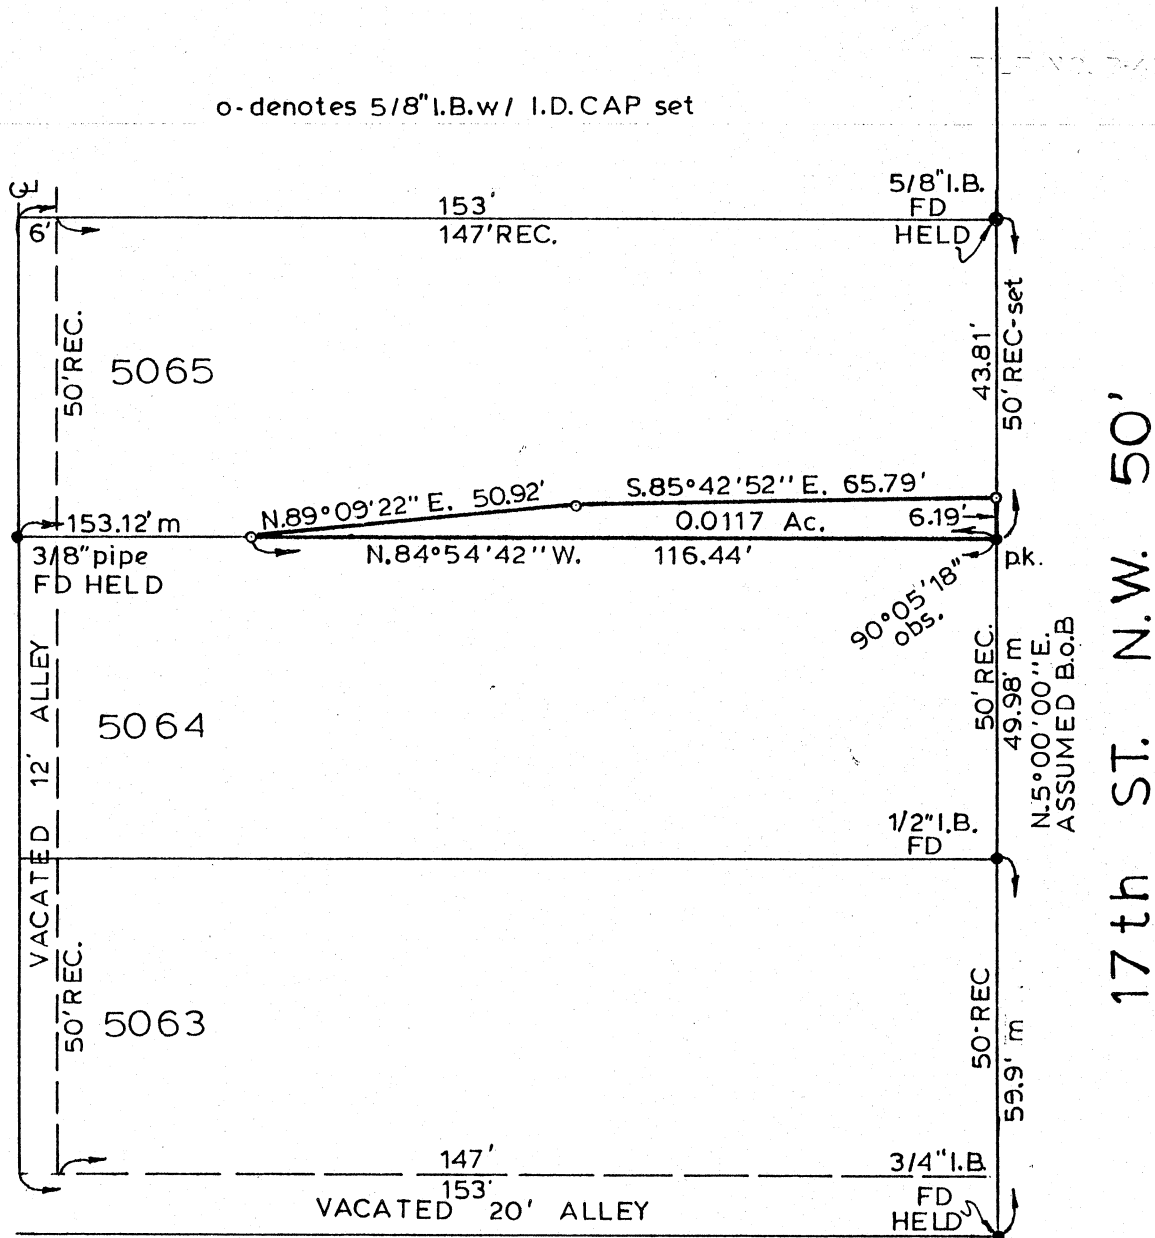 o-denotes 5/8"I.B.w/ I.D.CAP set
℄
6'
153'
147'REC.
5/8"I.B.
FD
HELD
50'REC.
5065
43.81'
50'REC-set
N.89°09'22"E. 50.92'
S.85°42'52"E. 65.79'
0.0117 Ac.
6.19'
153.12'm
3/8"pipe
FD HELD
N.84°54'42"W. 116.44'
p.k.
90°05'18"
obs.
VACATED 12' ALLEY
5064
50'REC.
49.98' m
N.5°00'00"E.
ASSUMED B.o.B
17th ST. N.W. 50'
1/2"I.B.
FD
50'REC.
5063
50'REC
59.9' m
147'
153'
VACATED 20' ALLEY
3/4"I.B.
FD
HELD